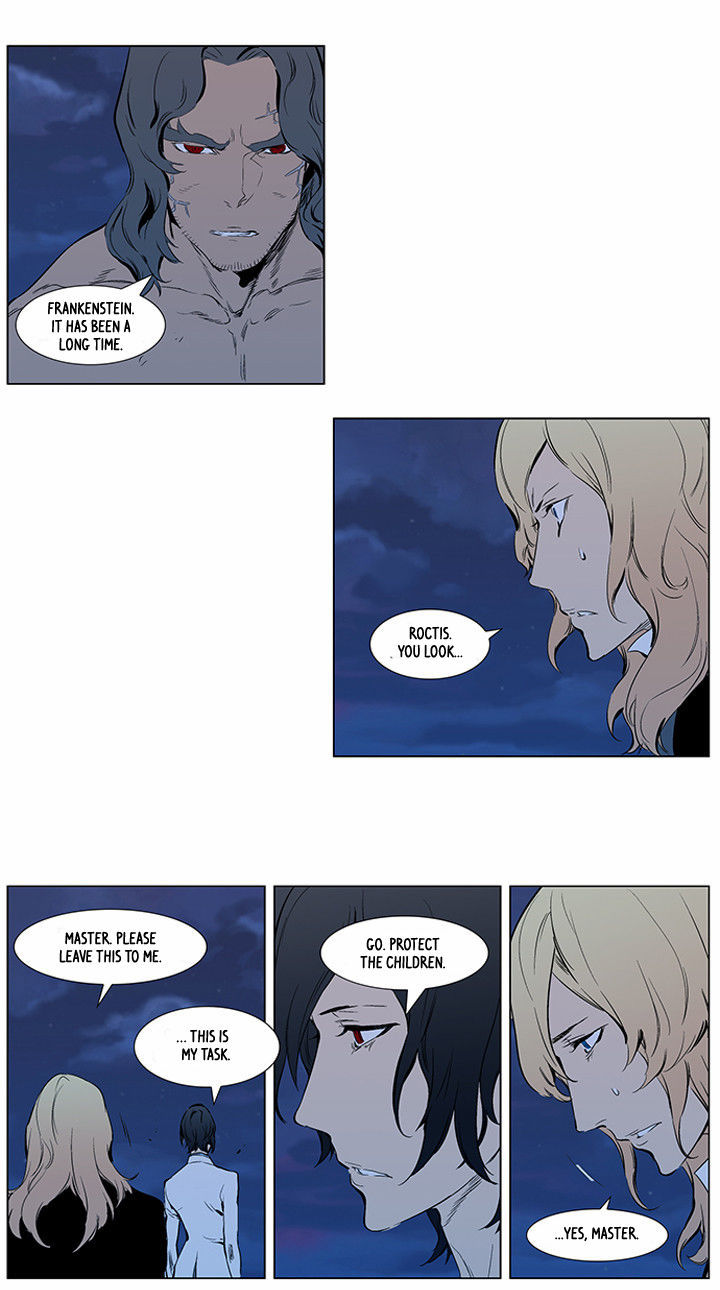 FRANKENSTEIN.
IT HAS BEEN A
LONG TIME.
ROCTIS.
YOU LOOK...
MASTER. PLEASE
LEAVE THIS TO ME.
... THIS IS
MY TASK.
GO. PROTECT
THE CHILDREN.
...YES, MASTER.